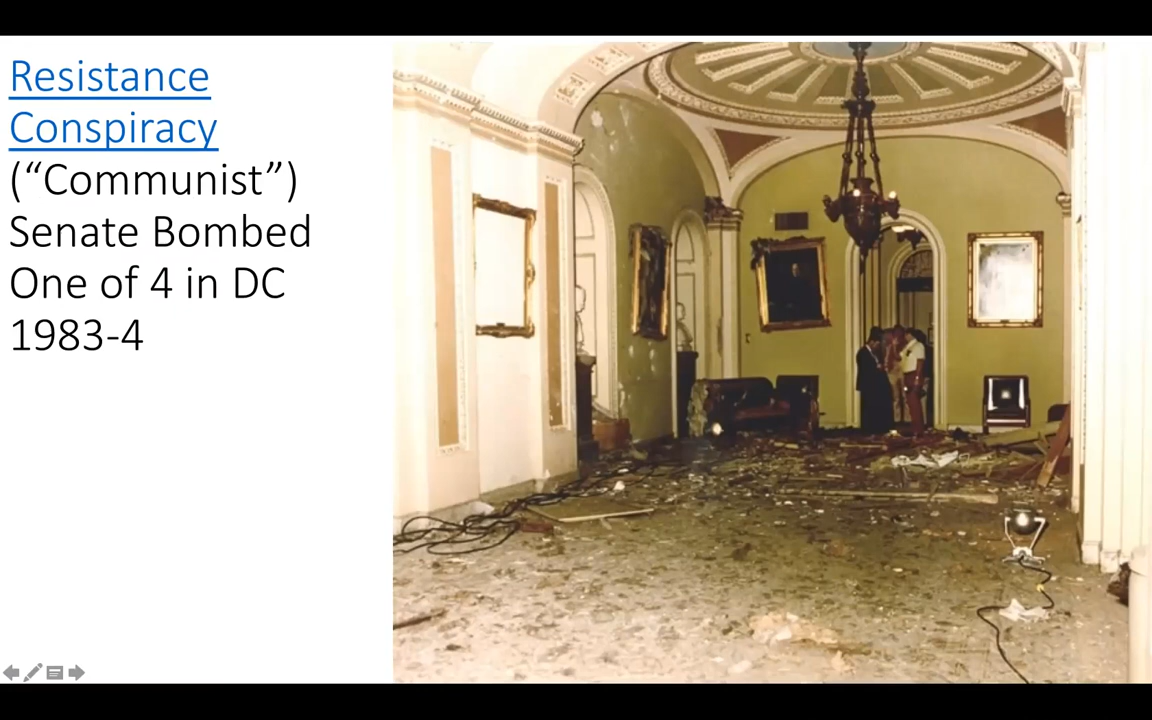 Resistance
Conspiracy
(“Communist”)
Senate Bombed
One of 4 in DC
1983-4